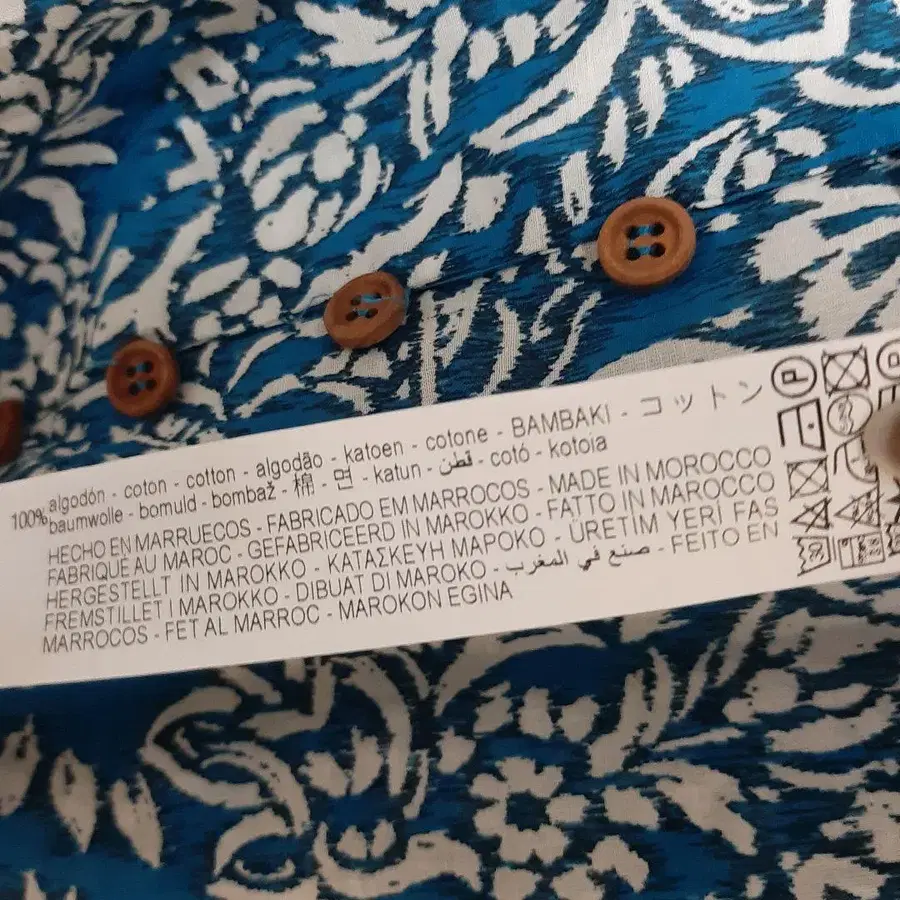 100% algodón - coton - cotton - algodão - katoen - cotone - BAMBAKI - コットン
baumwolle - bomuld - bombaž - 棉 - 면 - katun - قطن - cotó - kotoia
HECHO EN MARRUECOS - FABRICADO EM MARROCOS - MADE IN MOROCCO
FABRIQUÉ AU MAROC - GEFABRICEERD IN MAROKKO - FATTO IN MAROCCO
HERGESTELLT IN MAROKKO - ΚΑΤΑΣΚΕΥΗ ΜΑΡΟΚΟ - ÜRETİM YERİ FAS
FREMSTILLET I MAROKKO - DIBUAT DI MAROKO - صنع في المغرب - FEITO EN
MARROCOS - FET AL MARROC - MAROKON EGINA
P